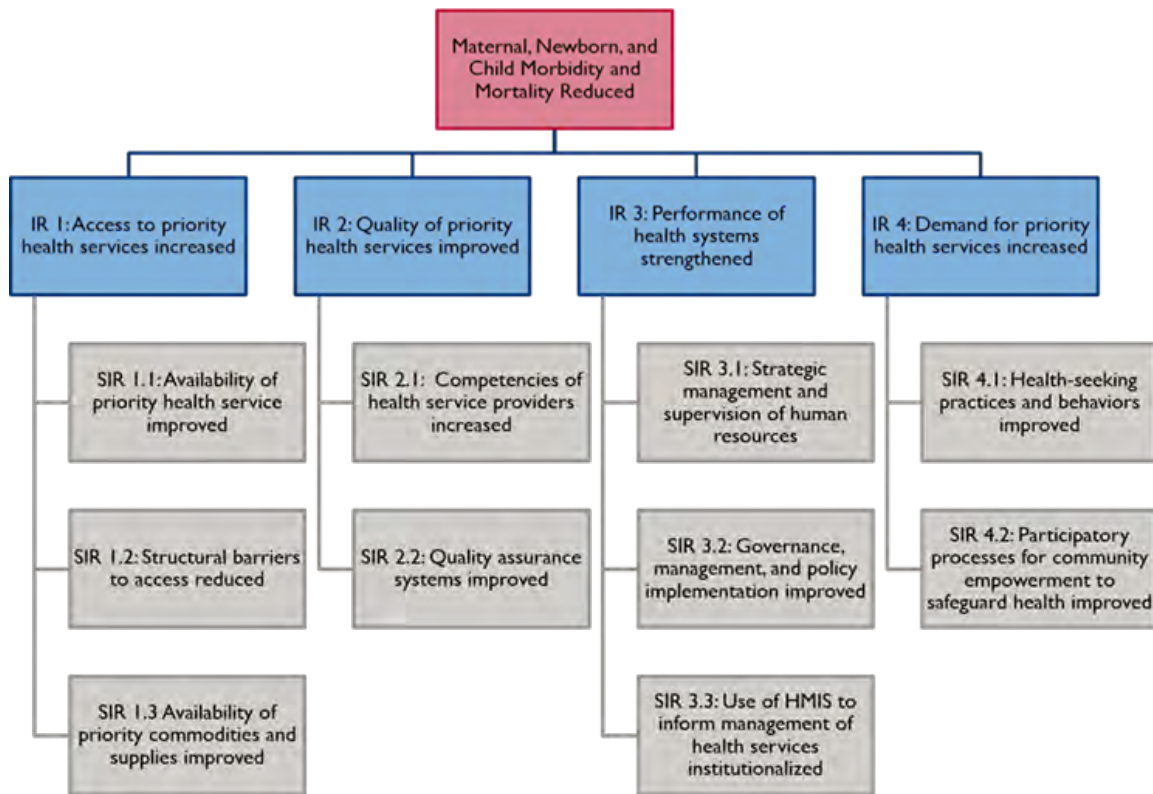 Maternal, Newborn, and
Child Morbidity and
Mortality Reduced
IR 1: Access to priority
health services increased
IR 2: Quality of priority
health services improved
IR 3: Performance of
health systems
strengthened
IR 4: Demand for priority
health services increased
SIR 1.1: Availability of
priority health service
improved
SIR 2.1: Competencies of
health service providers
increased
SIR 3.1: Strategic
management and
supervision of human
resources
SIR 4.1: Health-seeking
practices and behaviors
improved
SIR 1.2: Structural barriers
to access reduced
SIR 2.2: Quality assurance
systems improved
SIR 3.2: Governance,
management, and policy
implementation improved
SIR 4.2: Participatory
processes for community
empowerment to
safeguard health improved
SIR 1.3 Availability of
priority commodities and
supplies improved
SIR 3.3: Use of HMIS to
inform management of
health services
institutionalized